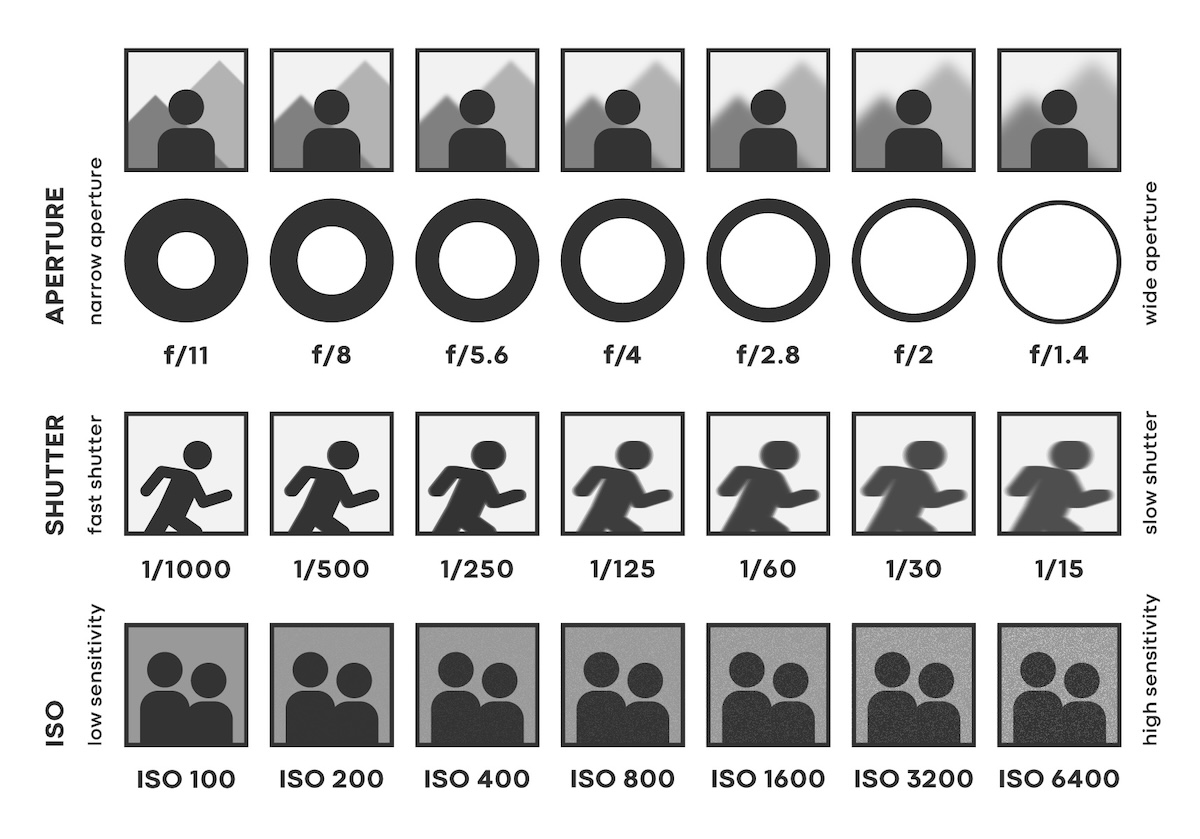 APERTURE
narrow aperture
wide aperture
f/11 f/8 f/5.6 f/4 f/2.8 f/2 f/1.4
SHUTTER
fast shutter
slow shutter
1/1000 1/500 1/250 1/125 1/60 1/30 1/15
ISO
low sensitivity
high sensitivity
ISO 100 ISO 200 ISO 400 ISO 800 ISO 1600 ISO 3200 ISO 6400